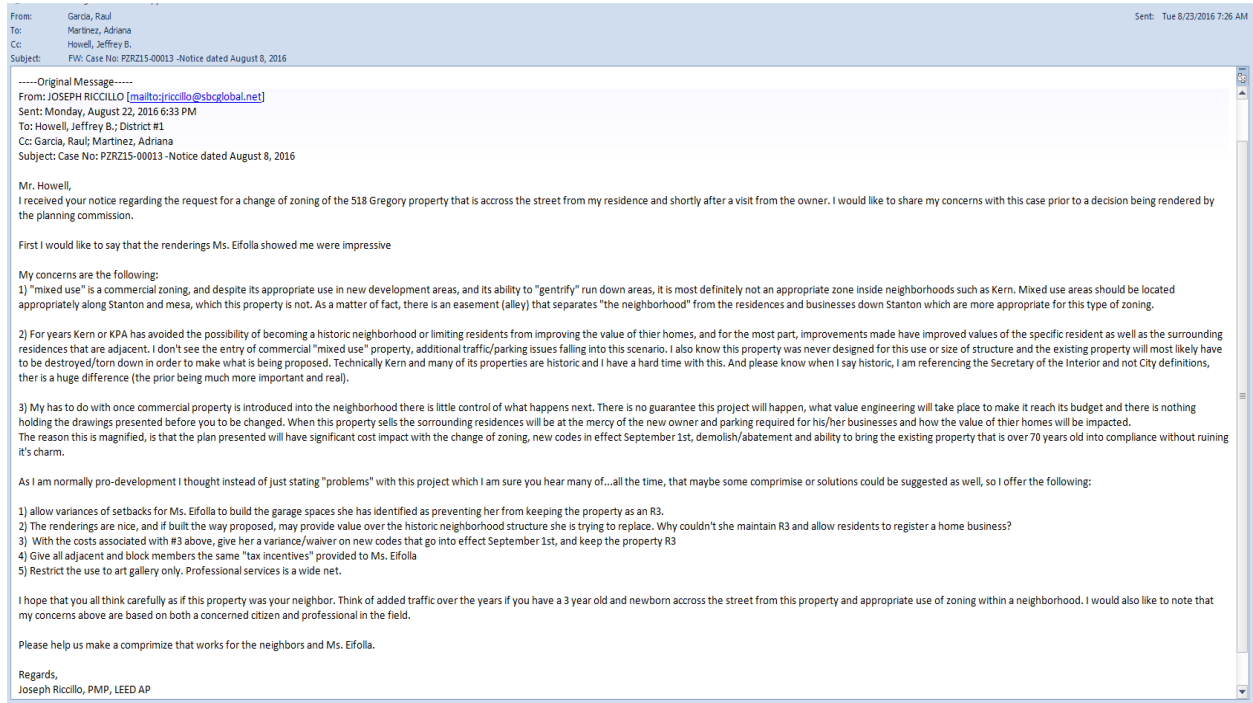 From: Garcia, Raul
Sent: Tue 8/23/2016 7:26 AM
To: Martinez, Adriana
Cc: Howell, Jeffrey B.
Subject: FW: Case No: PZRZ15-00013 -Notice dated August 8, 2016
-----Original Message-----
From: JOSEPH RICCILLO [mailto:jriccillo@sbcglobal.net]
Sent: Monday, August 22, 2016 6:33 PM
To: Howell, Jeffrey B.; District #1
Cc: Garcia, Raul; Martinez, Adriana
Subject: Case No: PZRZ15-00013 -Notice dated August 8, 2016
Mr. Howell,
I received your notice regarding the request for a change of zoning of the 518 Gregory property that is accross the street from my residence and shortly after a visit from the owner. I would like to share my concerns with this case prior to a decision being rendered by
the planning commission.
First I would like to say that the renderings Ms. Eifolla showed me were impressive
My concerns are the following:
1) "mixed use" is a commercial zoning, and despite its appropriate use in new development areas, and its ability to "gentrify" run down areas, it is most definitely not an appropriate zone inside neighborhoods such as Kern. Mixed use areas should be located
appropriately along Stanton and mesa, which this property is not. As a matter of fact, there is an easement (alley) that separates "the neighborhood" from the residences and businesses down Stanton which are more appropriate for this type of zoning.
2) For years Kern or KPA has avoided the possibility of becoming a historic neighborhood or limiting residents from improving the value of thier homes, and for the most part, improvements made have improved values of the specific resident as well as the surrounding
residences that are adjacent. I don't see the entry of commercial "mixed use" property, additional traffic/parking issues falling into this scenario. I also know this property was never designed for this use or size of structure and the existing property will most likely have
to be destroyed/torn down in order to make what is being proposed. Technically Kern and many of its properties are historic and I have a hard time with this. And please know when I say historic, I am referencing the Secretary of the Interior and not City definitions,
ther is a huge difference (the prior being much more important and real).
3) My has to do with once commercial property is introduced into the neighborhood there is little control of what happens next. There is no guarantee this project will happen, what value engineering will take place to make it reach its budget and there is nothing
holding the drawings presented before you to be changed. When this property sells the sorrounding residences will be at the mercy of the new owner and parking required for his/her businesses and how the value of thier homes will be impacted.
The reason this is magnified, is that the plan presented will have significant cost impact with the change of zoning, new codes in effect September 1st, demolish/abatement and ability to bring the existing property that is over 70 years old into compliance without ruining
it's charm.
As I am normally pro-development I thought instead of just stating "problems" with this project which I am sure you hear many of...all the time, that maybe some comprimise or solutions could be suggested as well, so I offer the following:
1) allow variances of setbacks for Ms. Eifolla to build the garage spaces she has identified as preventing her from keeping the property as an R3.
2) The renderings are nice, and if built the way proposed, may provide value over the historic neighborhood structure she is trying to replace. Why couldn't she maintain R3 and allow residents to register a home business?
3) With the costs associated with #3 above, give her a variance/waiver on new codes that go into effect September 1st, and keep the property R3
4) Give all adjacent and block members the same "tax incentives" provided to Ms. Eifolla
5) Restrict the use to art gallery only. Professional services is a wide net.
I hope that you all think carefully as if this property was your neighbor. Think of added traffic over the years if you have a 3 year old and newborn accross the street from this property and appropriate use of zoning within a neighborhood. I would also like to note that
my concerns above are based on both a concerned citizen and professional in the field.
Please help us make a comprimize that works for the neighbors and Ms. Eifolla.
Regards,
Joseph Riccillo, PMP, LEED AP